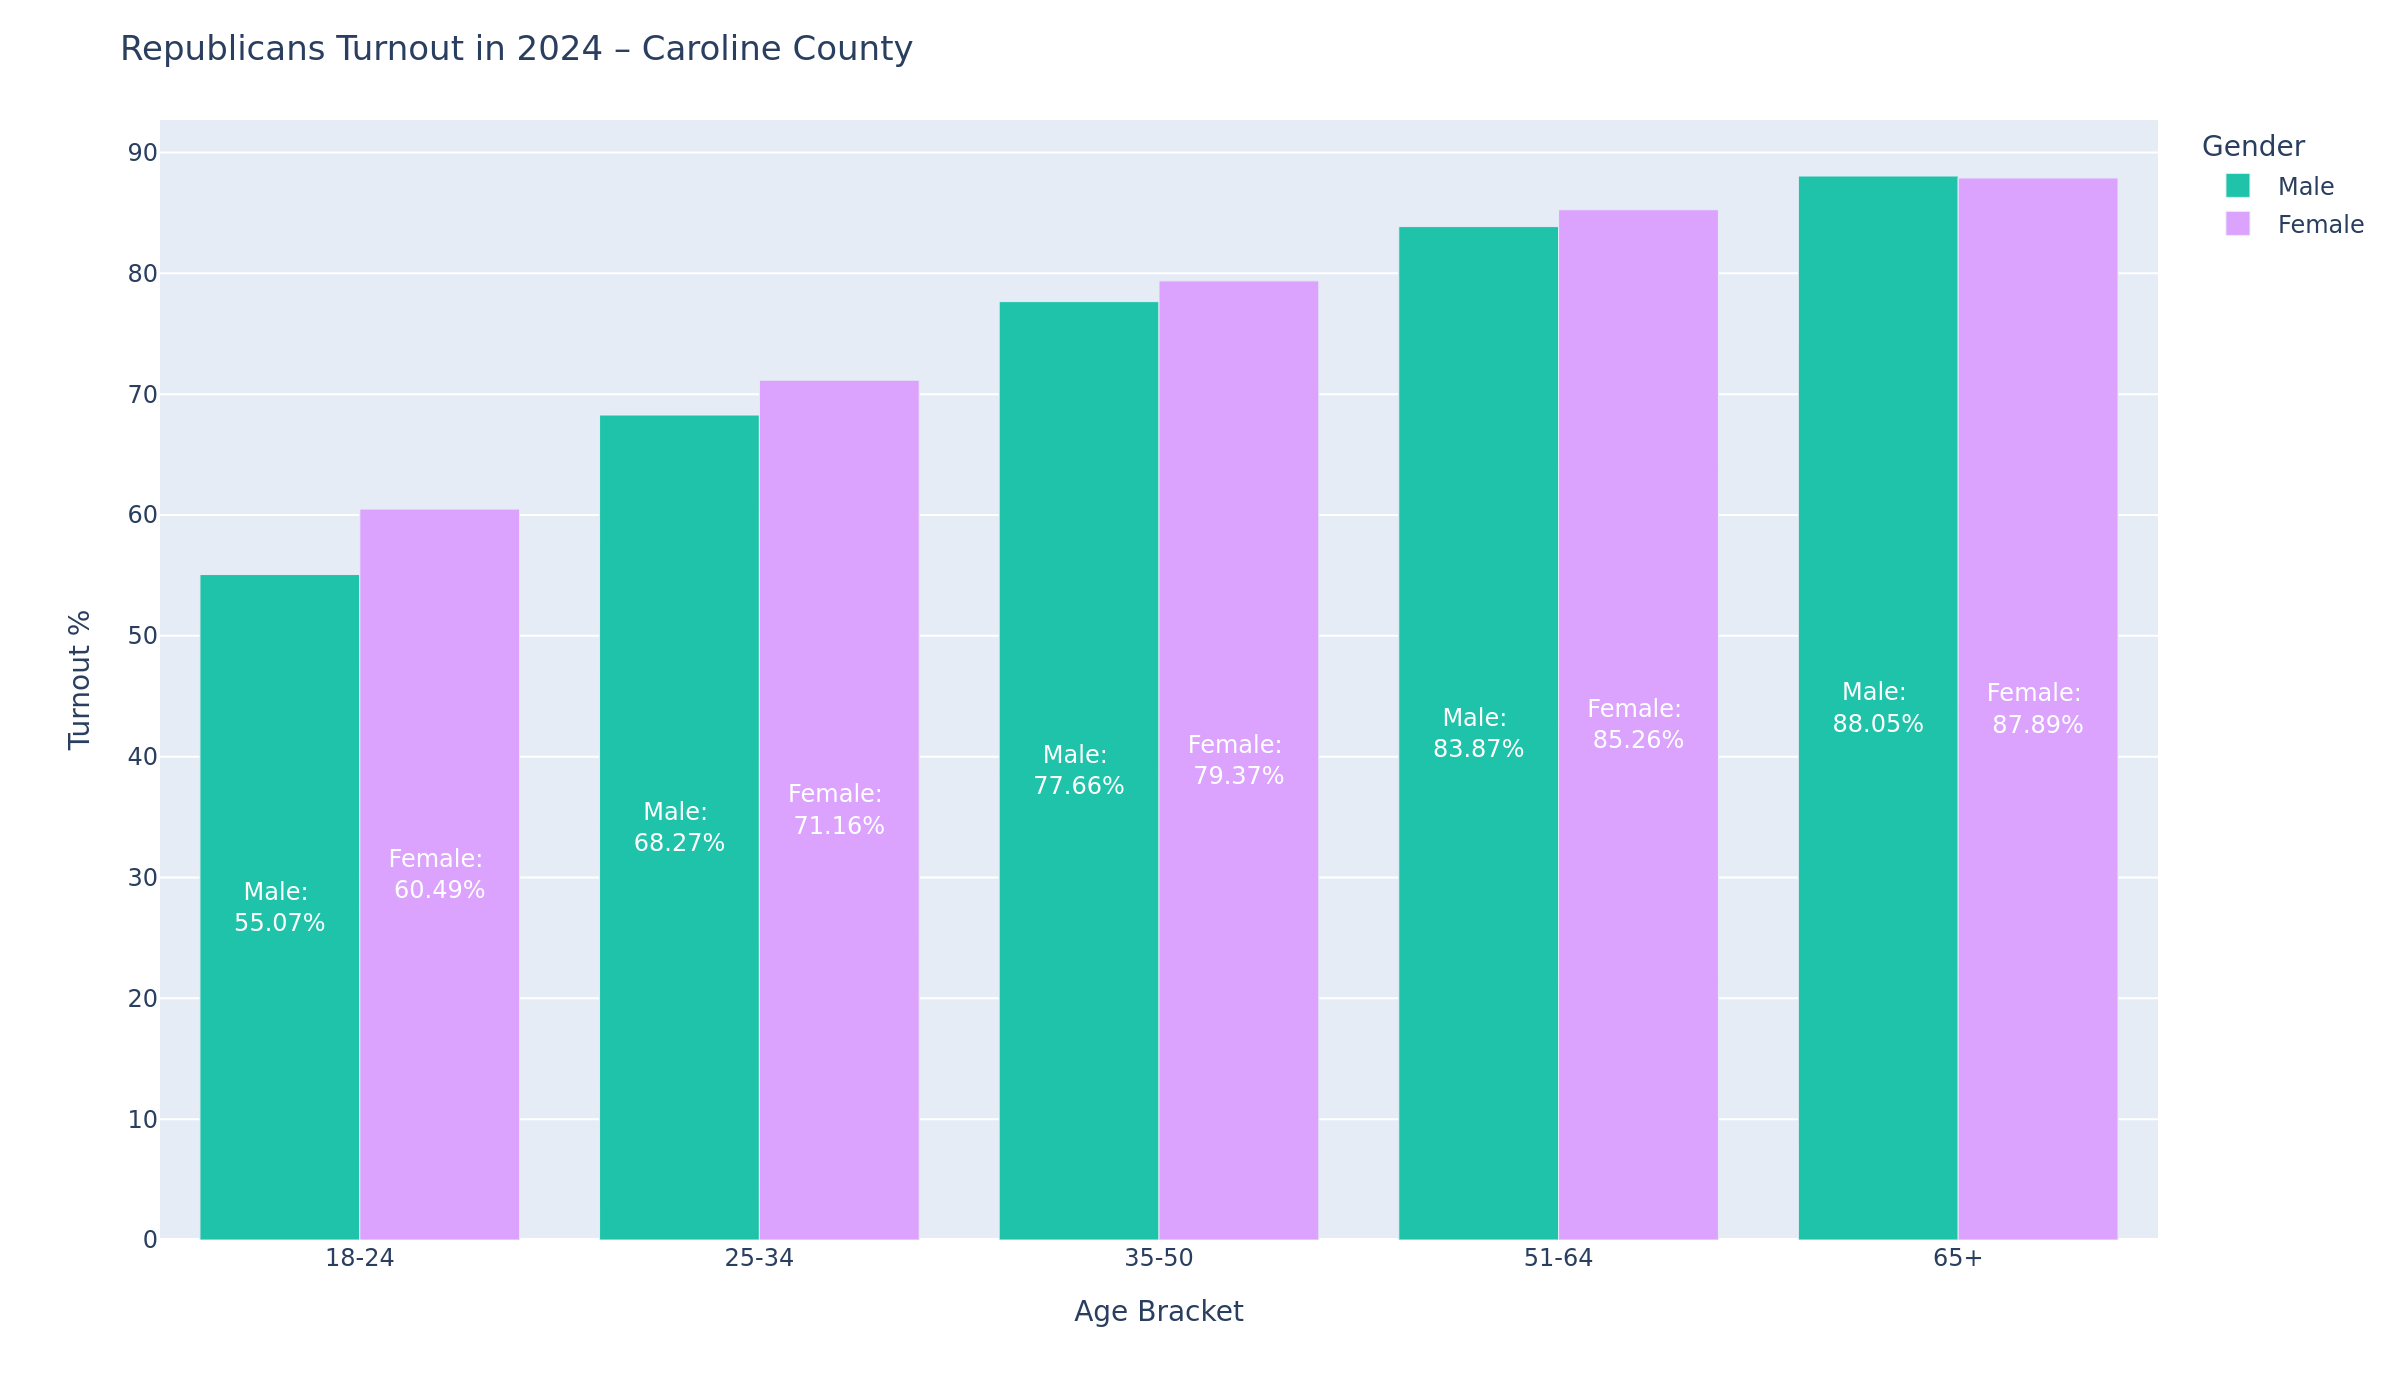 Republicans Turnout in 2024 – Caroline County
Gender
Male
Female
Turnout %
90
80
70
60
50
40
30
20
10
0
Male:
55.07%
Female:
60.49%
Male:
68.27%
Female:
71.16%
Male:
77.66%
Female:
79.37%
Male:
83.87%
Female:
85.26%
Male:
88.05%
Female:
87.89%
18-24
25-34
35-50
51-64
65+
Age Bracket